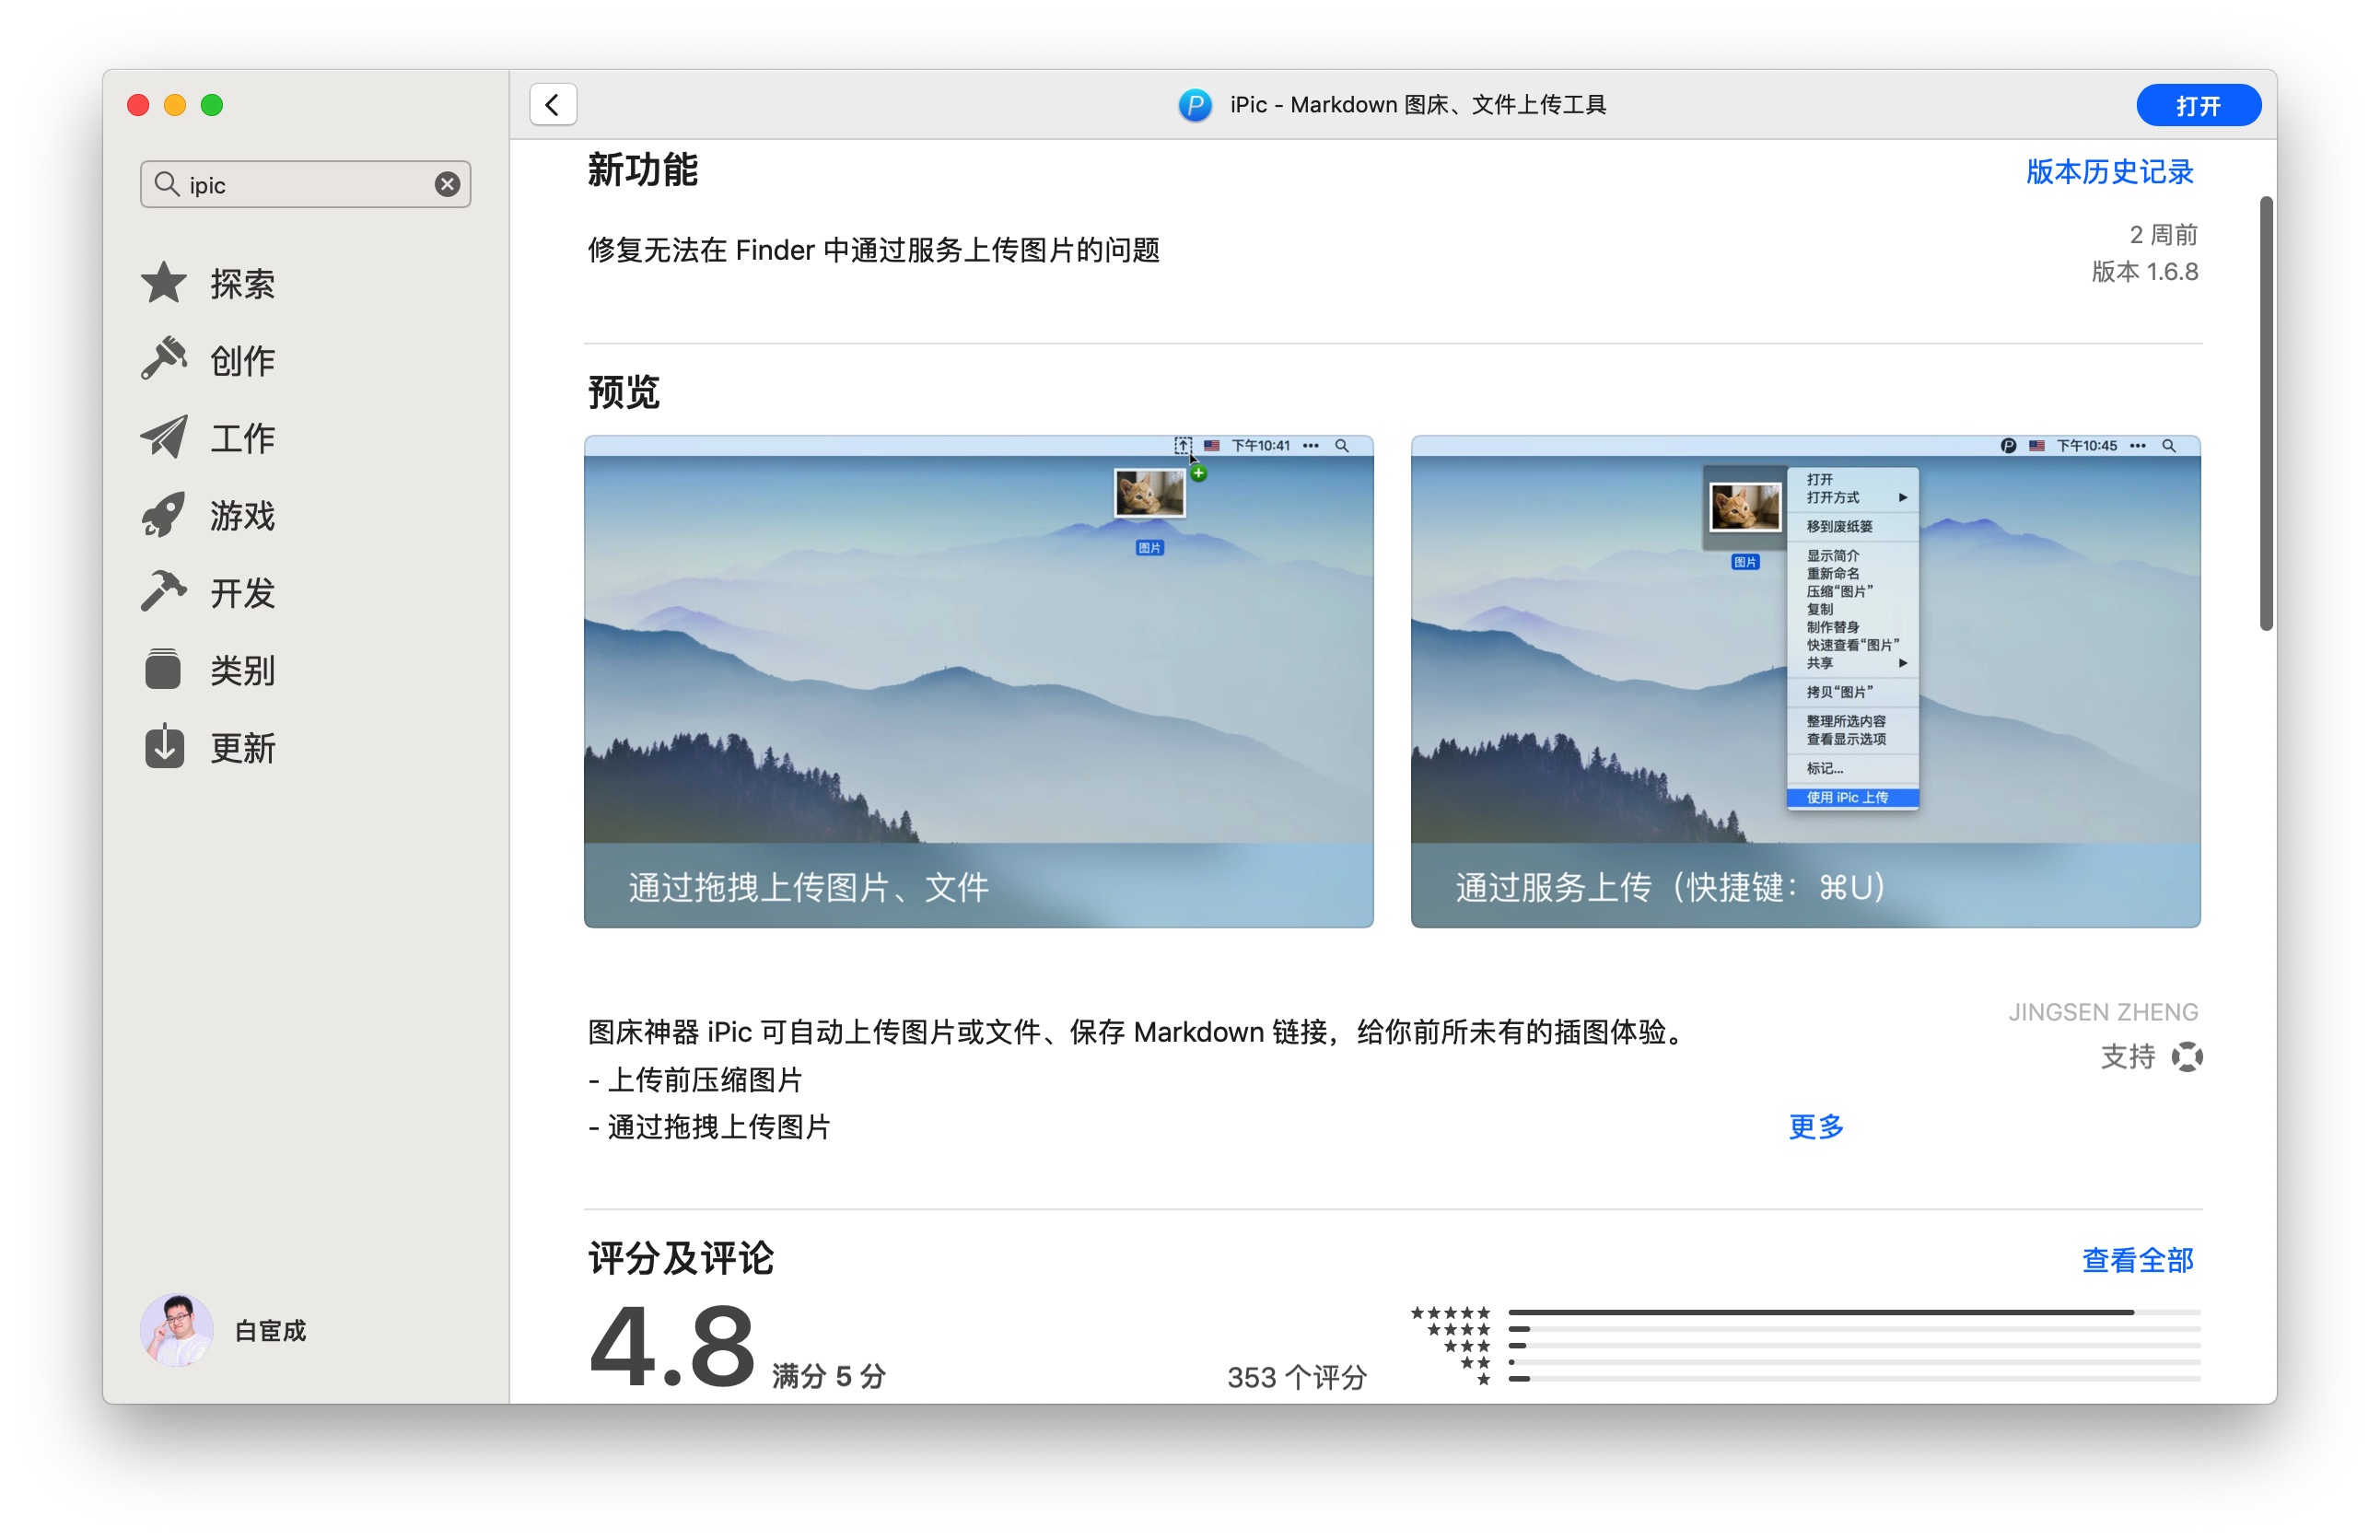 ipic
探索
创作
工作
游戏
开发
类别
更新
白宦成
iPic - Markdown 图床、文件上传工具
打开
新功能
版本历史记录
修复无法在 Finder 中通过服务上传图片的问题
2 周前
版本 1.6.8
预览
下午10:41
图片
通过拖拽上传图片、文件
下午10:45
图片
打开
打开方式
移到废纸篓
显示简介
重新命名
压缩“图片”
复制
制作替身
快速查看“图片”
共享
拷贝“图片”
整理所选内容
查看显示选项
标记...
使用 iPic 上传
通过服务上传（快捷键：⌘U）
图床神器 iPic 可自动上传图片或文件、保存 Markdown 链接，给你前所未有的插图体验。
- 上传前压缩图片
- 通过拖拽上传图片
更多
JINGSEN ZHENG
支持
评分及评论
查看全部
4.8 满分 5 分
353 个评分